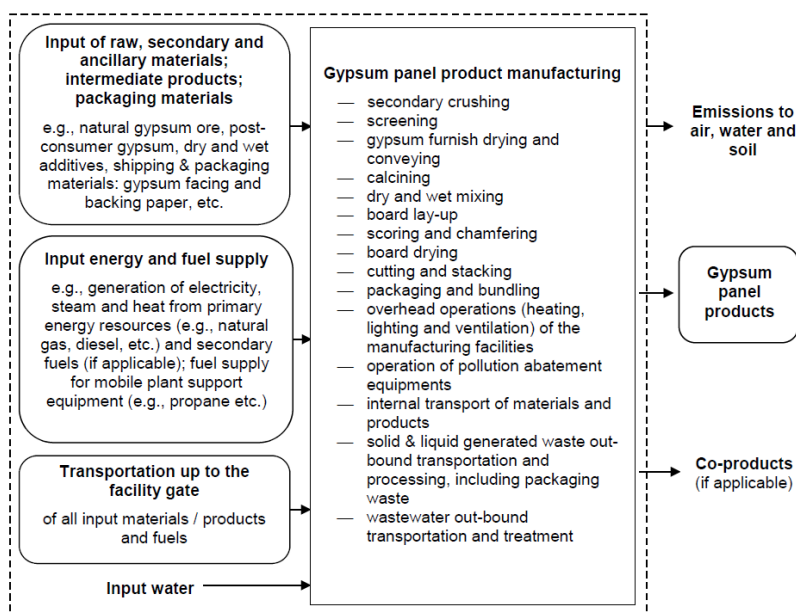 Input of raw, secondary and
ancillary materials;
intermediate products;
packaging materials
e.g., natural gypsum ore, post-
consumer gypsum, dry and wet
additives, shipping & packaging
materials: gypsum facing and
backing paper, etc.
Input energy and fuel supply
e.g., generation of electricity,
steam and heat from primary
energy resources (e.g., natural
gas, diesel, etc.) and secondary
fuels (if applicable); fuel supply
for mobile plant support
equipment (e.g., propane etc.)
Transportation up to the
facility gate
of all input materials / products
and fuels
Input water
Gypsum panel product manufacturing
— secondary crushing
— screening
— gypsum furnish drying and
conveying
— calcining
— dry and wet mixing
— board lay-up
— scoring and chamfering
— board drying
— cutting and stacking
— packaging and bundling
— overhead operations (heating,
lighting and ventilation) of the
manufacturing facilities
— operation of pollution abatement
equipments
— internal transport of materials and
products
— solid & liquid generated waste out-
bound transportation and
processing, including packaging
waste
— wastewater out-bound
transportation and treatment
Emissions to
air, water and
soil
Gypsum
panel
products
Co-products
(if applicable)